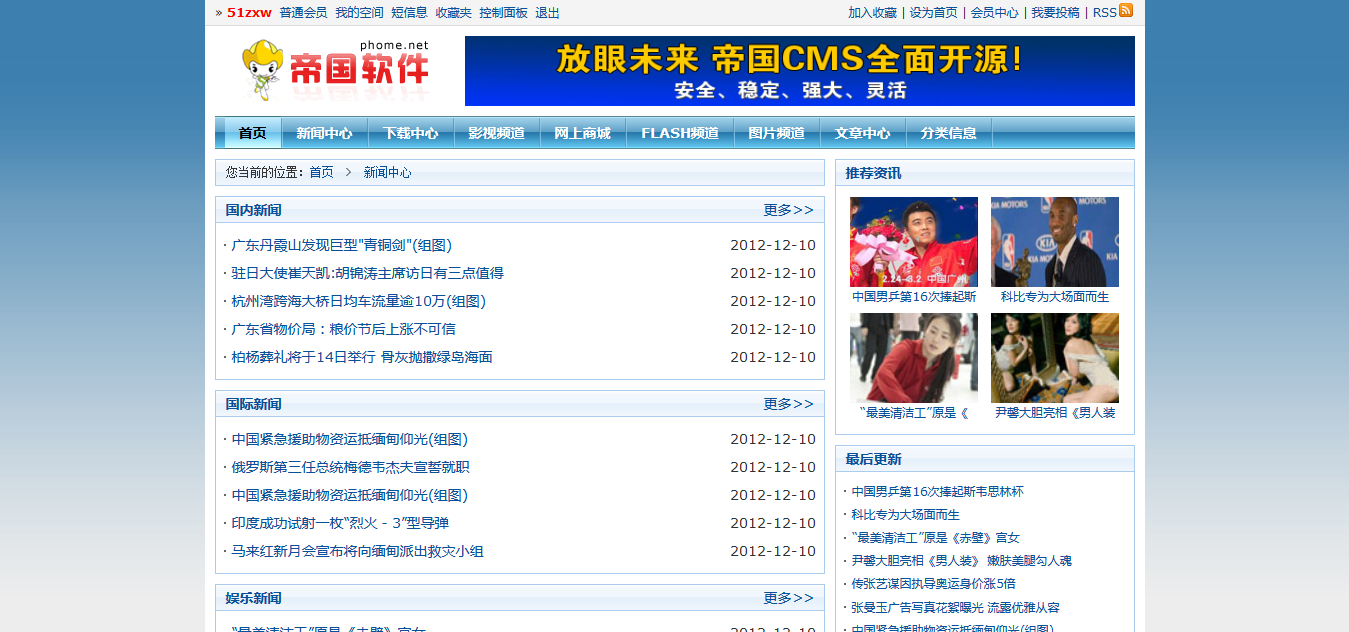 » 51zxw 普通会员 我的空间 短信息 收藏夹 控制面板 退出
加入收藏 | 设为首页 | 会员中心 | 我要投稿 | RSS
phome.net
帝国软件
放眼未来 帝国CMS全面开源!
安全、稳定、强大、灵活
首页 新闻中心 下载中心 影视频道 网上商城 FLASH频道 图片频道 文章中心 分类信息
您当前的位置：首页 > 新闻中心
国内新闻 更多>>
· 广东丹霞山发现巨型"青铜剑"(组图) 2012-12-10
· 驻日大使崔天凯:胡锦涛主席访日有三点值得 2012-12-10
· 杭州湾跨海大桥日均车流量逾10万(组图) 2012-12-10
· 广东省物价局：粮价节后上涨不可信 2012-12-10
· 柏杨葬礼将于14日举行 骨灰抛撒绿岛海面 2012-12-10
国际新闻 更多>>
· 中国紧急援助物资运抵缅甸仰光(组图) 2012-12-10
· 俄罗斯第三任总统梅德韦杰夫宣誓就职 2012-12-10
· 中国紧急援助物资运抵缅甸仰光(组图) 2012-12-10
· 印度成功试射一枚“烈火－3”型导弹 2012-12-10
· 马来红新月会宣布将向缅甸派出救灾小组 2012-12-10
娱乐新闻 更多>>
· “最美清洁工”原是《赤壁》宫女 2012-12-10
推荐资讯
2.24-3.2 中国广州
KIA MOTORS
MOTORS
KIA
中国男乒第16次捧起斯 科比专为大场面而生
“最美清洁工”原是《 尹馨大胆亮相《男人装
最后更新
· 中国男乒第16次捧起斯韦思林杯
· 科比专为大场面而生
· “最美清洁工”原是《赤壁》宫女
· 尹馨大胆亮相《男人装》 嫩肤美腿勾人魂
· 传张艺谋因执导奥运身价涨5倍
· 张曼玉广告写真花絮曝光 流露优雅从容
· 中国紧急援助物资运抵缅甸仰光(组图)